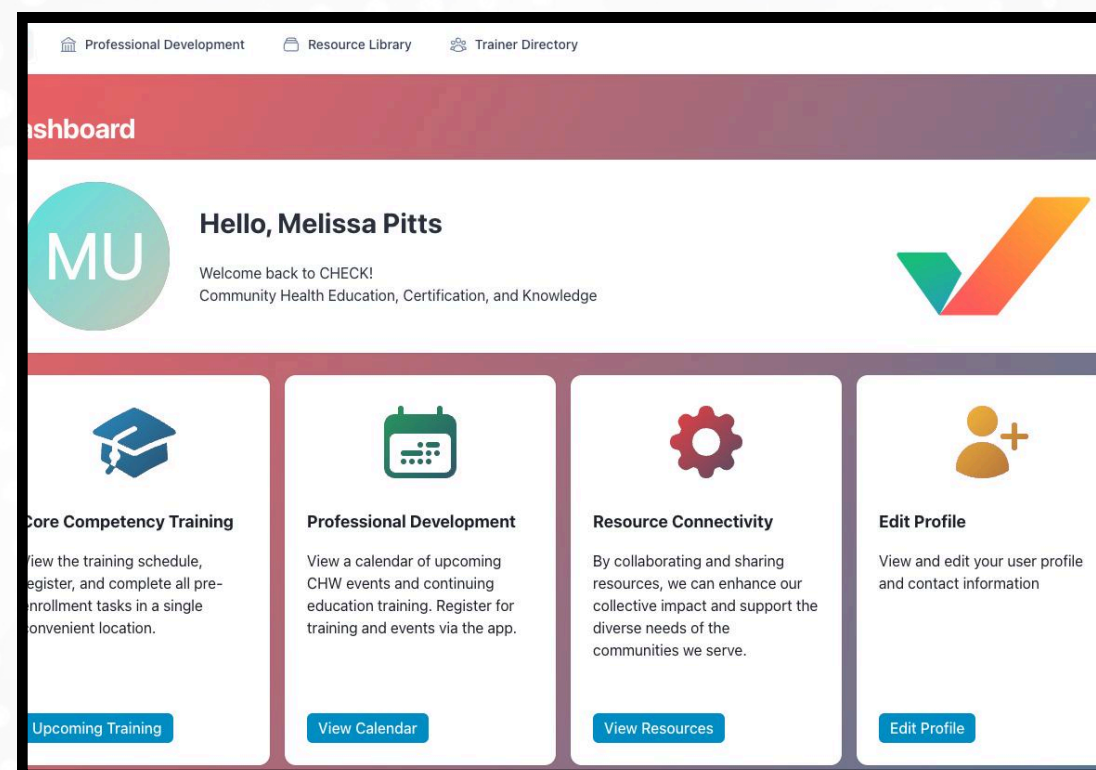 Professional Development Resource Library Trainer Directory
ashboard
MU
Hello, Melissa Pitts
Welcome back to CHECK!
Community Health Education, Certification, and Knowledge
Core Competency Training
View the training schedule,
register, and complete all pre-
enrollment tasks in a single
convenient location.
Upcoming Training
Professional Development
View a calendar of upcoming
CHW events and continuing
education training. Register for
training and events via the app.
View Calendar
Resource Connectivity
By collaborating and sharing
resources, we can enhance our
collective impact and support the
diverse needs of the
communities we serve.
View Resources
Edit Profile
View and edit your user profile
and contact information
Edit Profile